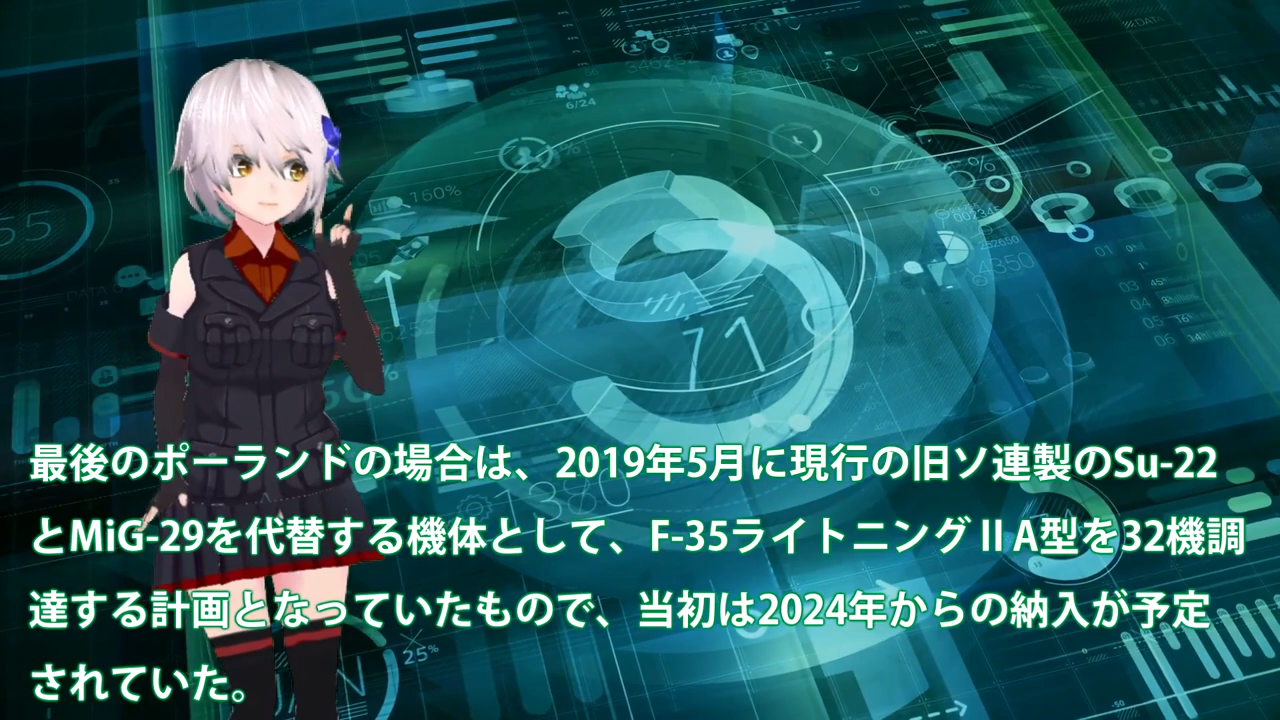 6/24
160%
71
25%
最後のポーランドの場合は、2019年5月に現行の旧ソ連製のSu-22
とMiG-29を代替する機体として、F-35ライトニングⅡA型を32機調
達する計画となっていたもので、当初は2024年からの納入が予定
されていた。